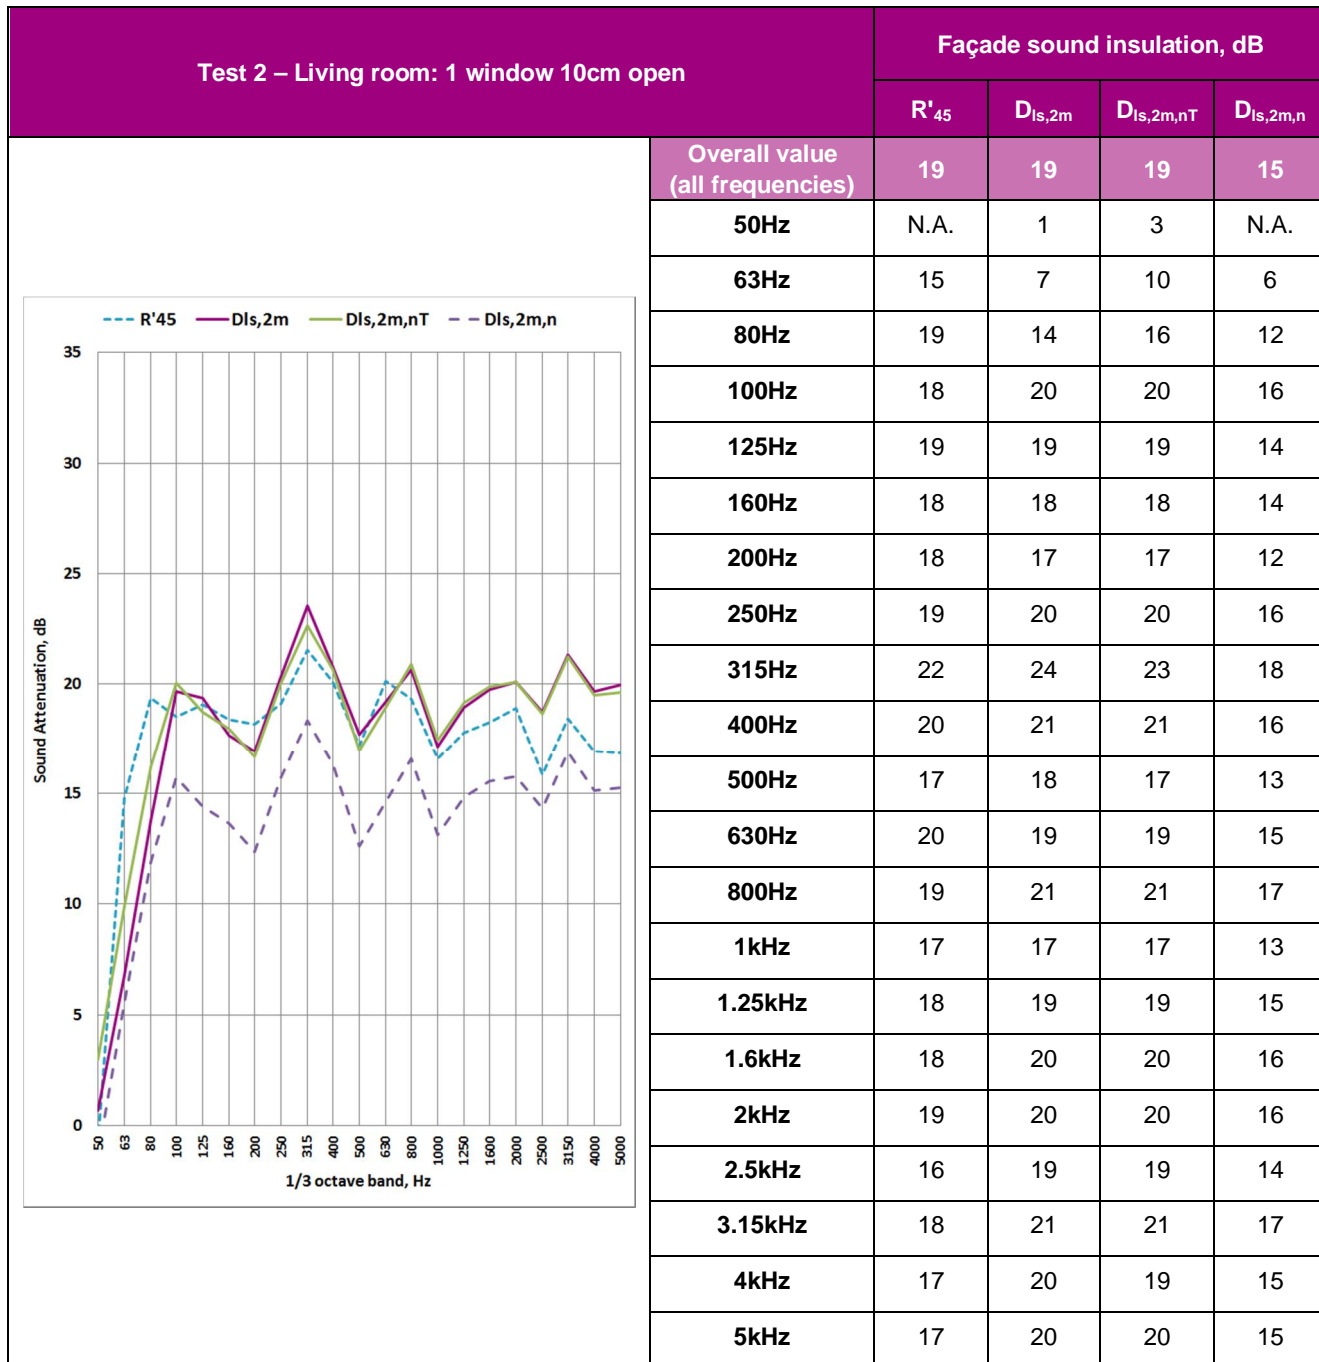 Test 2 – Living room: 1 window 10cm open
Façade sound insulation, dB
R'45 Dls,2m Dls,2m,nT Dls,2m,n
Overall value
(all frequencies) 19 19 19 15
50Hz N.A. 1 3 N.A.
63Hz 15 7 10 6
80Hz 19 14 16 12
100Hz 18 20 20 16
125Hz 19 19 19 14
160Hz 18 18 18 14
200Hz 18 17 17 12
250Hz 19 20 20 16
315Hz 22 24 23 18
400Hz 20 21 21 16
500Hz 17 18 17 13
630Hz 20 19 19 15
800Hz 19 21 21 17
1kHz 17 17 17 13
1.25kHz 18 19 19 15
1.6kHz 18 20 20 16
2kHz 19 20 20 16
2.5kHz 16 19 19 14
3.15kHz 18 21 21 17
4kHz 17 20 19 15
5kHz 17 20 20 15
R'45 Dls,2m Dls,2m,nT Dls,2m,n
35
30
25
20
15
10
5
0
Sound Attenuation, dB
50 63 80 100 125 160 200 250 315 400 500 630 800 1000 1250 1600 2000 2500 3150 4000 5000
1/3 octave band, Hz